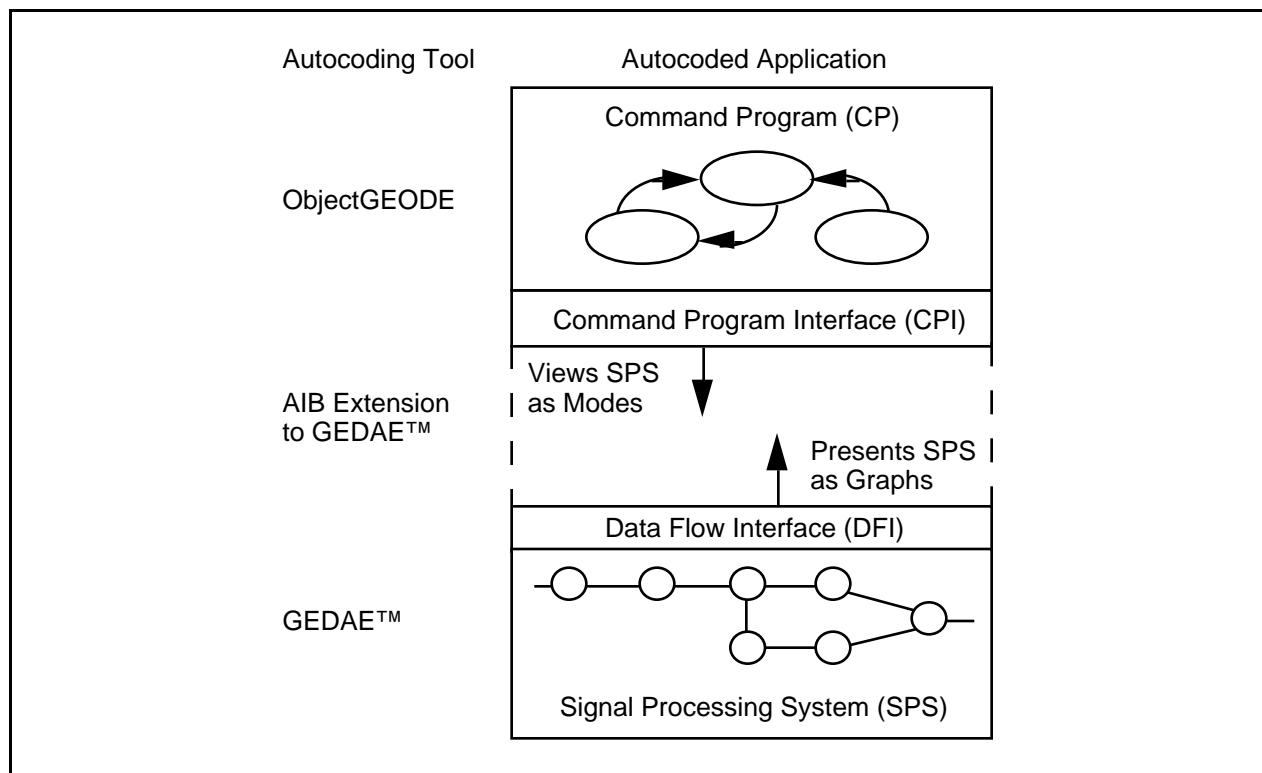 Autocoding Tool
Autocoded Application
Command Program (CP)
ObjectGEODE
Command Program Interface (CPI)
Views SPS
as Modes
AIB Extension
to GEDAE™
Presents SPS
as Graphs
Data Flow Interface (DFI)
GEDAE™
Signal Processing System (SPS)